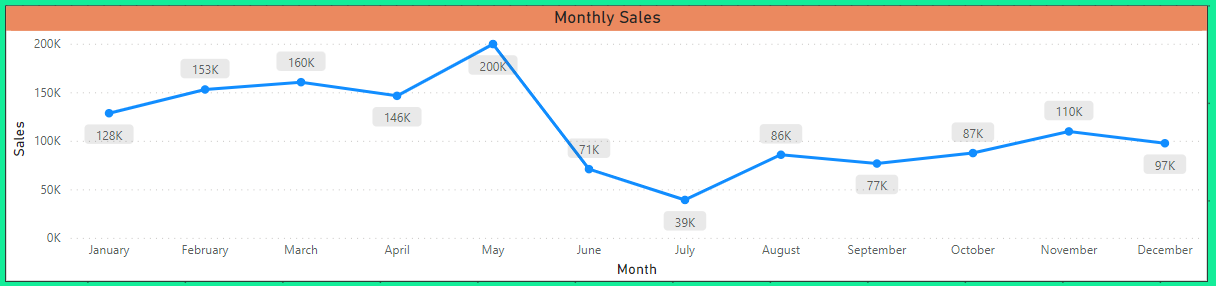 Monthly Sales
200K
150K
100K
50K
0K
Sales
128K
153K
160K
146K
200K
71K
39K
86K
77K
87K
110K
97K
January February March April May June July August September October November December
Month